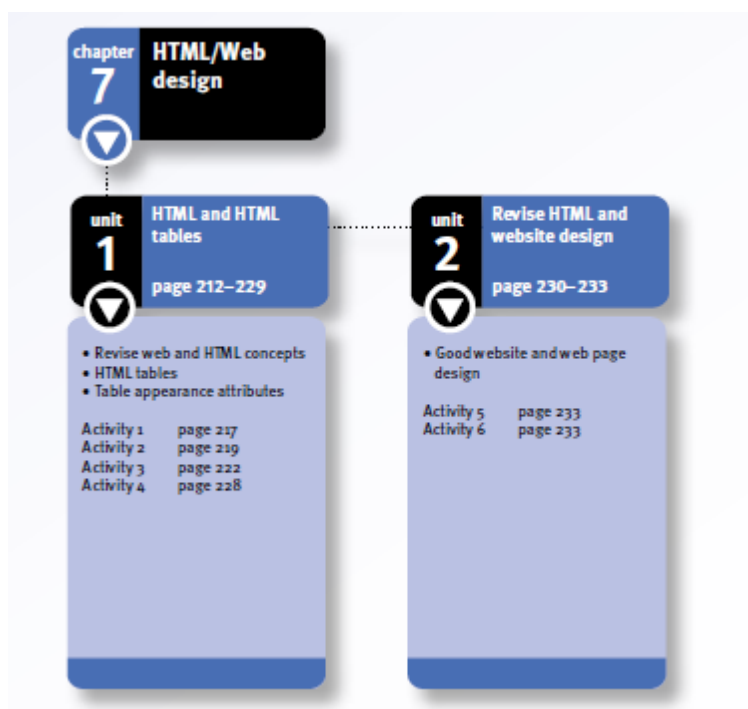 chapter
7
HTML/Web
design
unit
1
HTML and HTML
tables
page 212–229
• Revise web and HTML concepts
• HTML tables
• Table appearance attributes
Activity 1 page 217
Activity 2 page 219
Activity 3 page 222
Activity 4 page 228
unit
2
Revise HTML and
website design
page 230–233
• Good website and web page
design
Activity 5 page 233
Activity 6 page 233